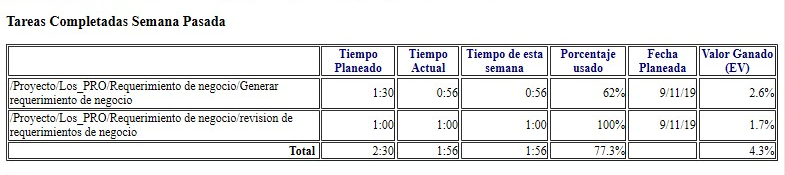 Tareas Completadas Semana Pasada
Tiempo Planeado Tiempo Actual Tiempo de esta semana Porcentaje usado Fecha Planeada Valor Ganado (EV)
/Proyecto/Los_PRO/Requerimiento de negocio/Generar requerimiento de negocio 1:30 0:56 0:56 62% 9/11/19 2.6%
/Proyecto/Los_PRO/Requerimiento de negocio/revision de requerimientos de negocio 1:00 1:00 1:00 100% 9/11/19 1.7%
Total 2:30 1:56 1:56 77.3% 4.3%